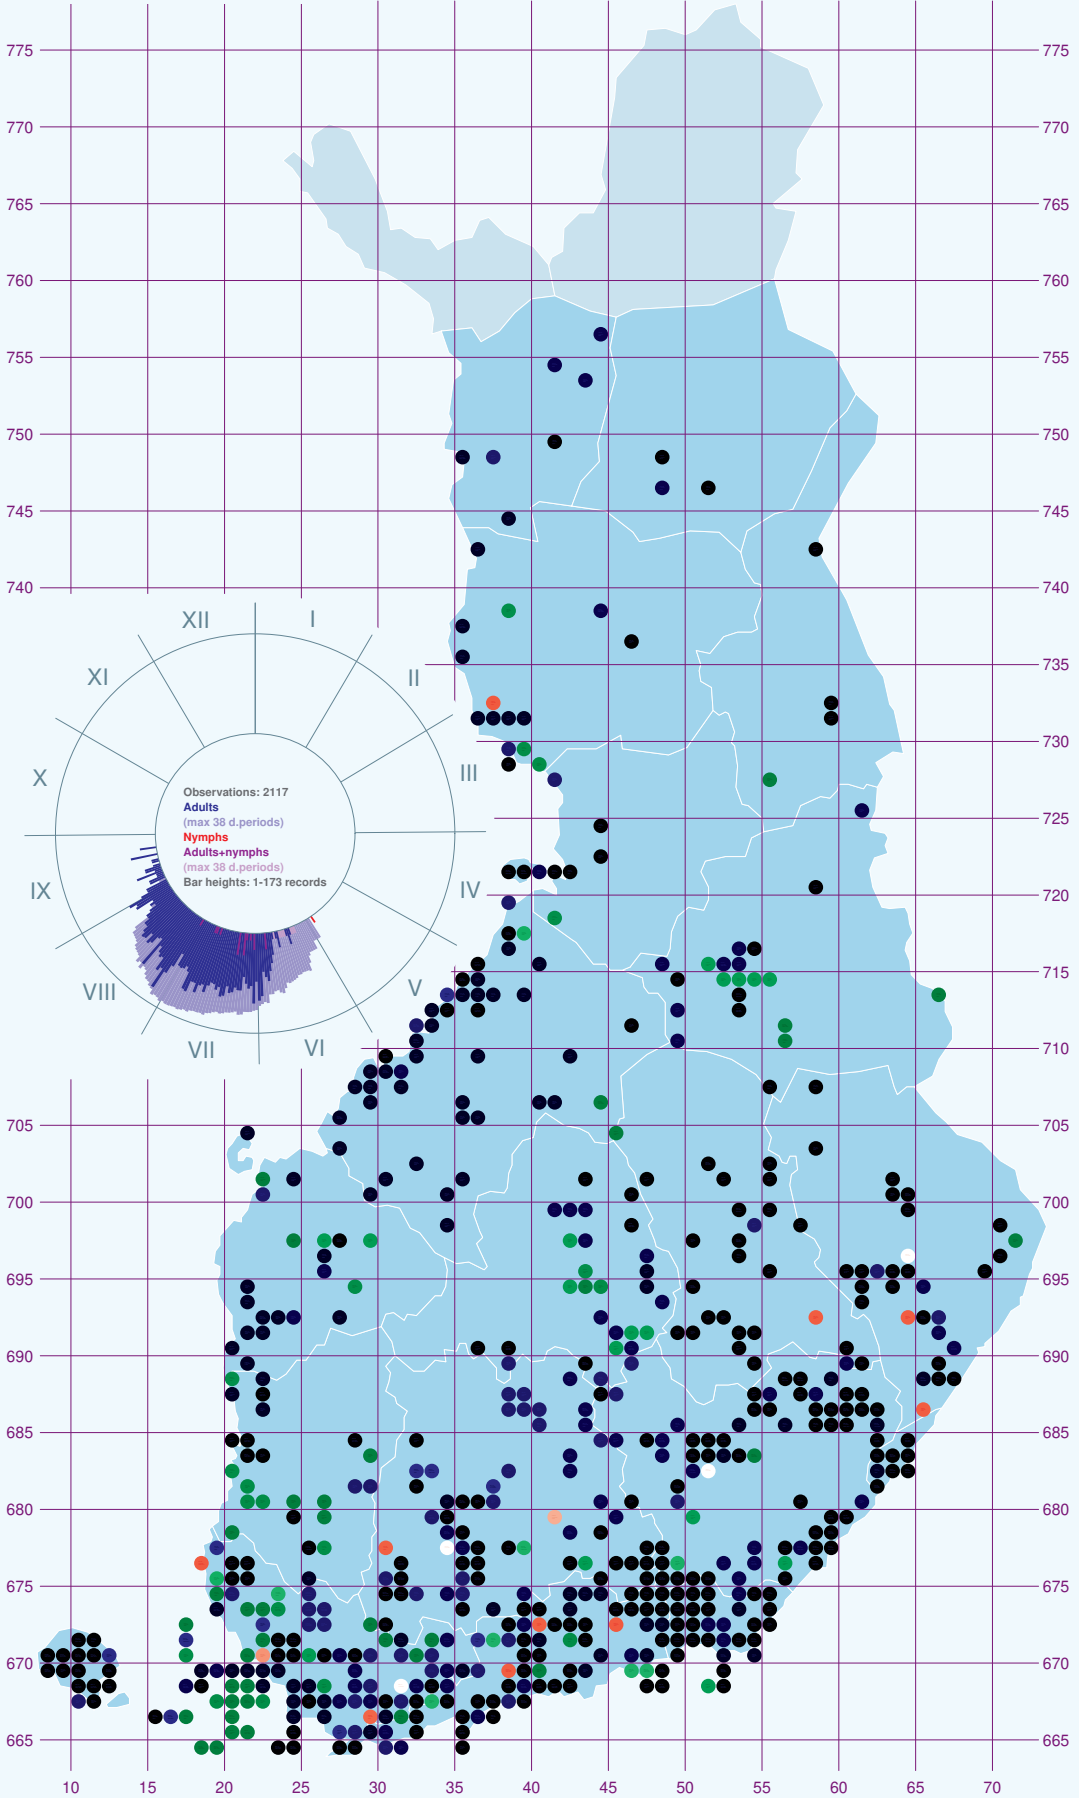 775 775
770 770
765 765
760 760
755 755
750 750
745 745
740 740
XII I
XI II
735 735
730 730
X III
Observations: 2117
Adults
(max 38 d.periods)
Nymphs
Adults+nymphs
(max 38 d.periods)
Bar heights: 1-173 records
725 725
IX IV
720 720
VIII V
715 715
VII VI
710 710
705 705
700 700
695 695
690 690
685 685
680 680
675 675
670 670
665 665
10 15 20 25 30 35 40 45 50 55 60 65 70